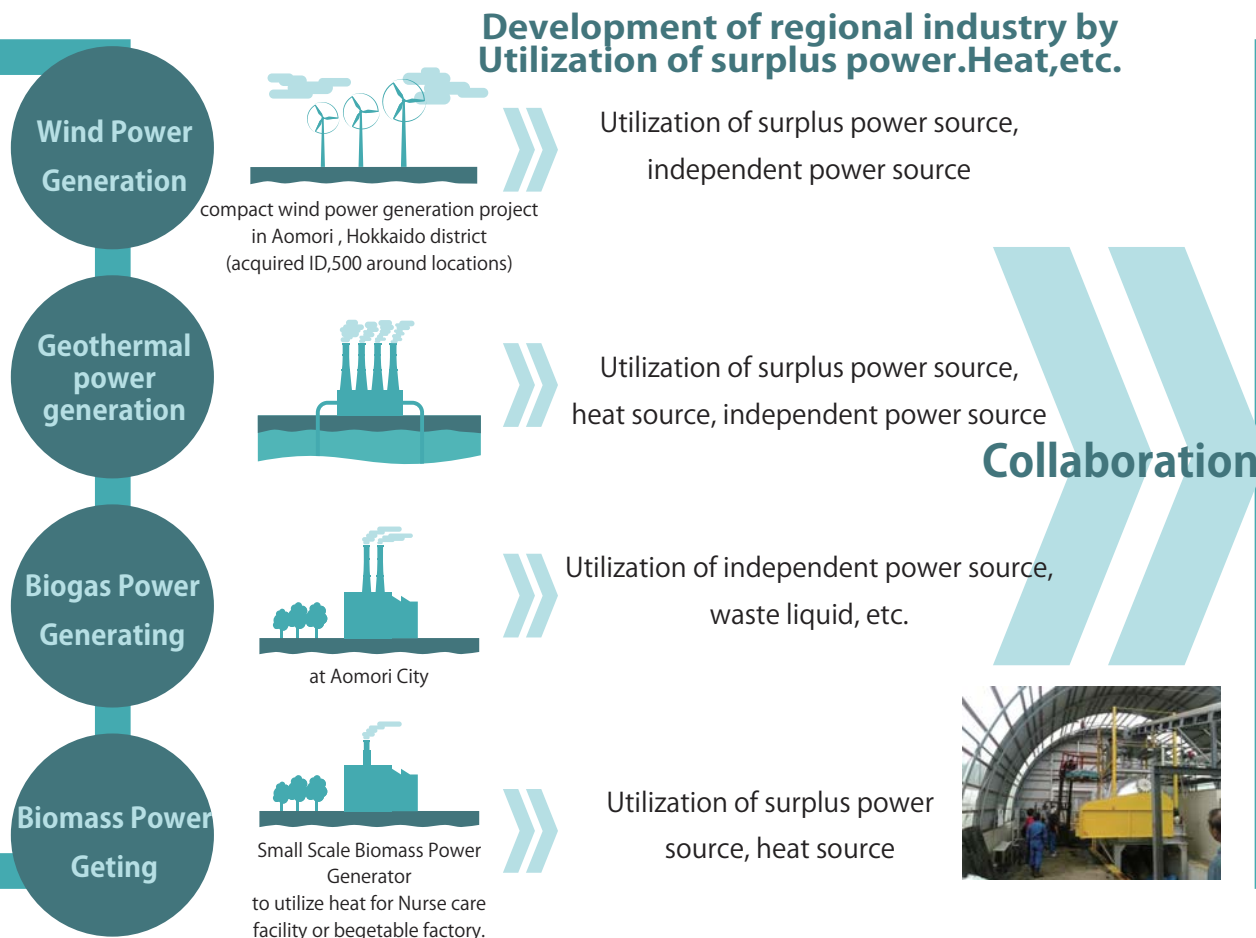 Development of regional industry by
Utilization of surplus power.Heat,etc.
Wind Power
Generation
compact wind power generation project
in Aomori , Hokkaido district
(acquired ID,500 around locations)
Utilization of surplus power source,
independent power source
Geothermal
power
generation
Utilization of surplus power source,
heat source, independent power source
Collaboration
Biogas Power
Generating
at Aomori City
Utilization of independent power source,
waste liquid, etc.
Biomass Power
Geting
Small Scale Biomass Power
Generator
to utilize heat for Nurse care
facility or begetable factory.
Utilization of surplus power
source, heat source